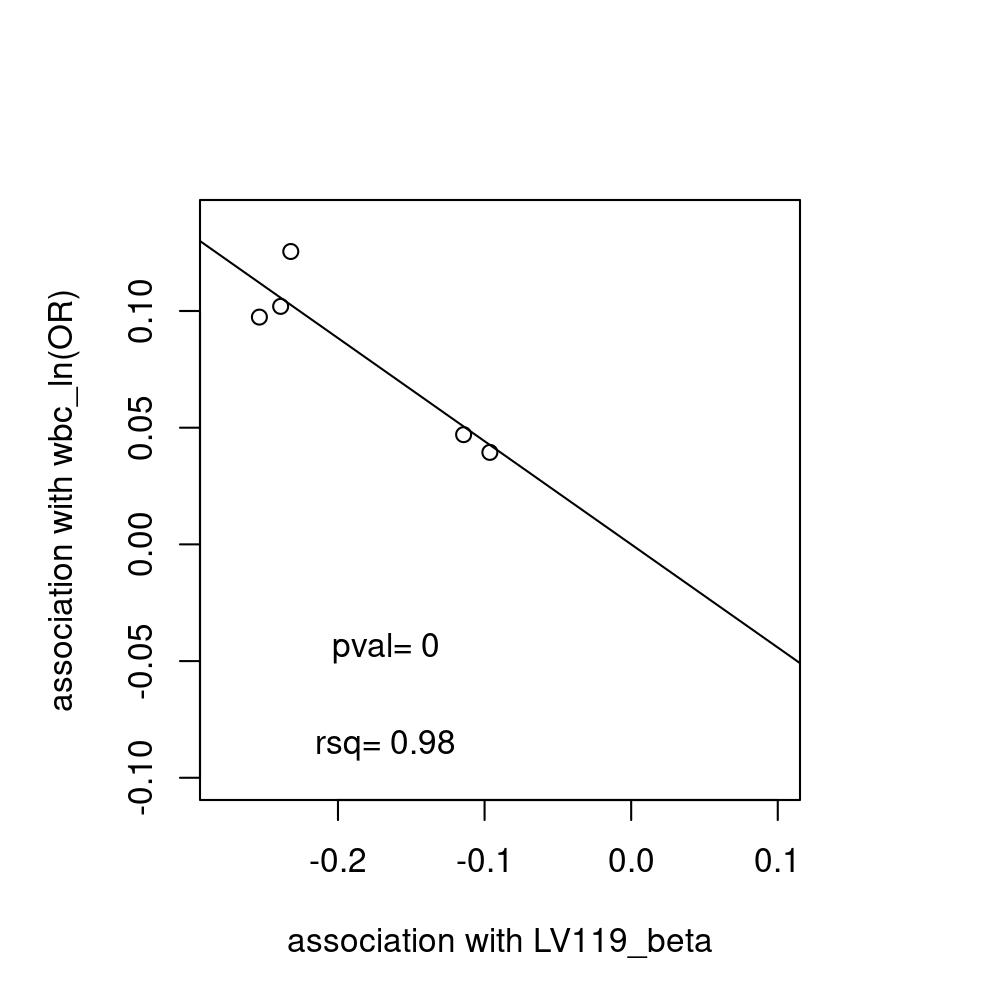 association with wbc_ln(OR)
0.10
0.05
0.00
-0.05
-0.10
pval= 0
rsq= 0.98
-0.2 -0.1 0.0 0.1
association with LV119_beta